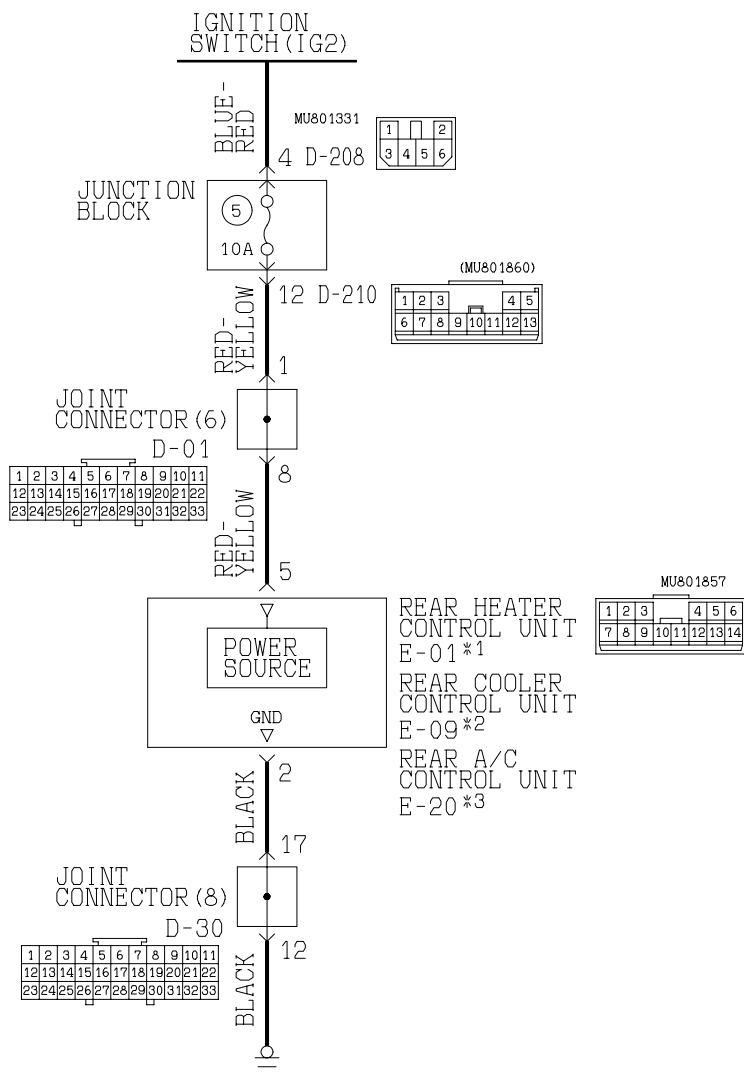 IGNITION
SWITCH(IG2)
BLUE-
RED
MU801331
1 2
3 4 5 6
4 D-208
JUNCTION
BLOCK
5
10A
(MU801860)
1 2 3 4 5
6 7 8 9 10 11 12 13
12 D-210
RED-
YELLOW
1
JOINT
CONNECTOR(6)
D-01
1 2 3 4 5 6 7 8 9 10 11
12 13 14 15 16 17 18 19 20 21 22
23 24 25 26 27 28 29 30 31 32 33
8
RED-
YELLOW
5
POWER
SOURCE
GND
REAR HEATER
CONTROL UNIT
E-01*1
REAR COOLER
CONTROL UNIT
E-09*2
REAR A/C
CONTROL UNIT
E-20*3
MU801857
1 2 3 4 5 6
7 8 9 10 11 12 13 14
2
BLACK
17
JOINT
CONNECTOR(8)
D-30
1 2 3 4 5 6 7 8 9 10 11
12 13 14 15 16 17 18 19 20 21 22
23 24 25 26 27 28 29 30 31 32 33
12
BLACK